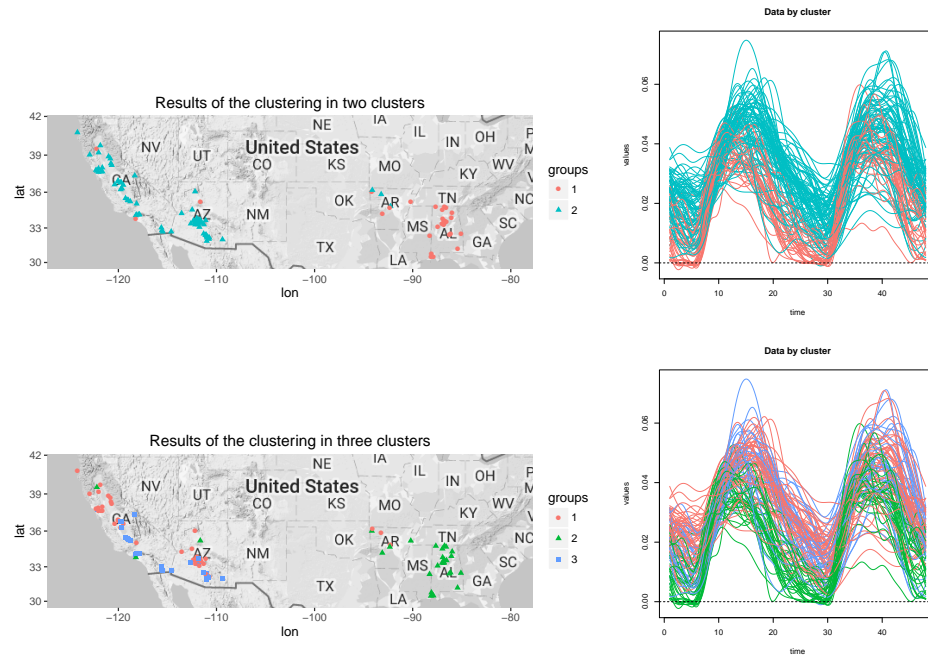 Data by cluster
Results of the clustering in two clusters
42
39
36
33
30
lat
NV
UT
CA
AZ
NM
CO
United States
NE
KS
OK
TX
IA
MO
AR
LA
IL
IN
OH
KY
TN
MS
AL
GA
WV
VA
NC
SC
−120
−110
−100
−90
−80
lon
groups
1
2
values
0.00
0.02
0.04
0.06
0
10
20
30
40
time
Data by cluster
Results of the clustering in three clusters
42
39
36
33
30
lat
NV
UT
CA
AZ
NM
CO
United States
NE
KS
OK
TX
IA
MO
AR
LA
IL
IN
OH
KY
TN
MS
AL
GA
WV
SC
−120
−110
−100
−90
−80
lon
groups
1
2
3
values
0.00
0.02
0.04
0.06
0
10
20
30
40
time